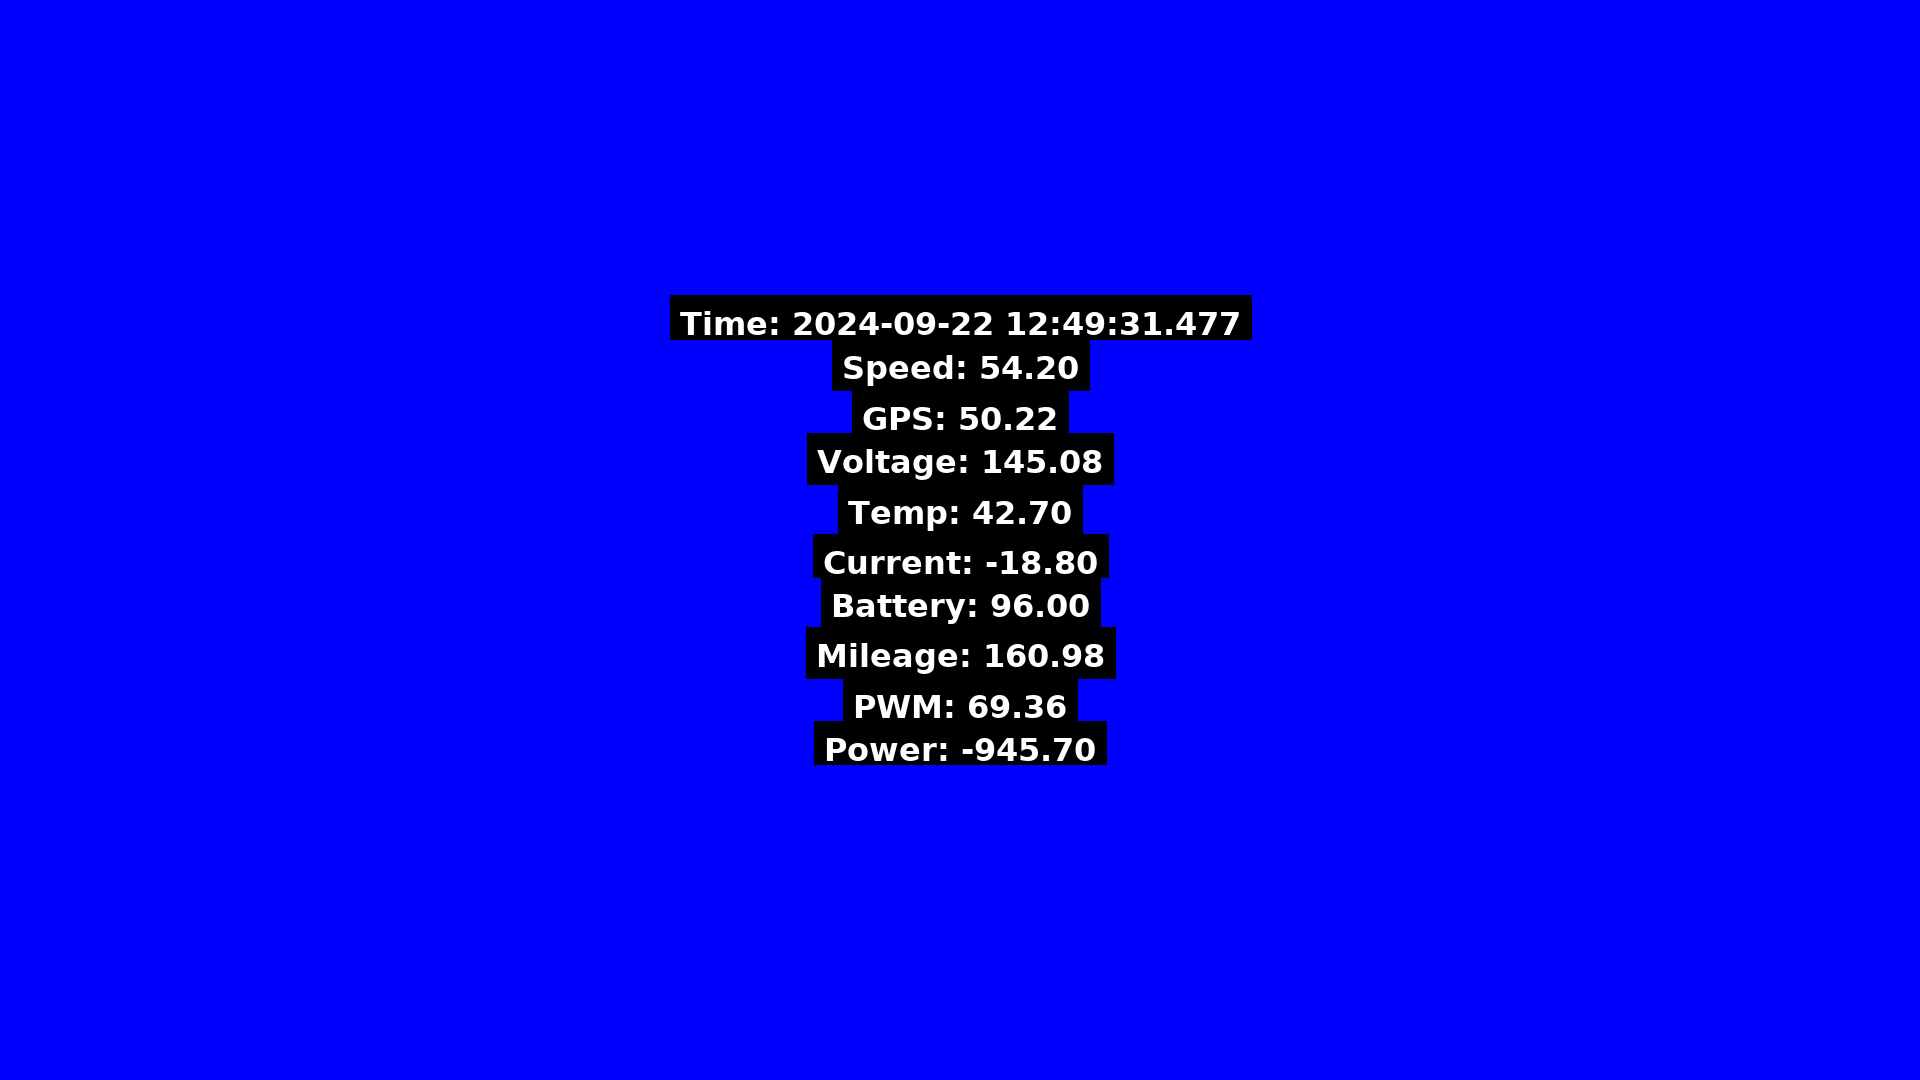 Time: 2024-09-22 12:49:31.477
Speed: 54.20
GPS: 50.22
Voltage: 145.08
Temp: 42.70
Current: -18.80
Battery: 96.00
Mileage: 160.98
PWM: 69.36
Power: -945.70